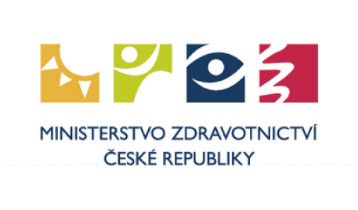 MINISTERSTVO ZDRAVOTNICTVÍ
ČESKÉ REPUBLIKY